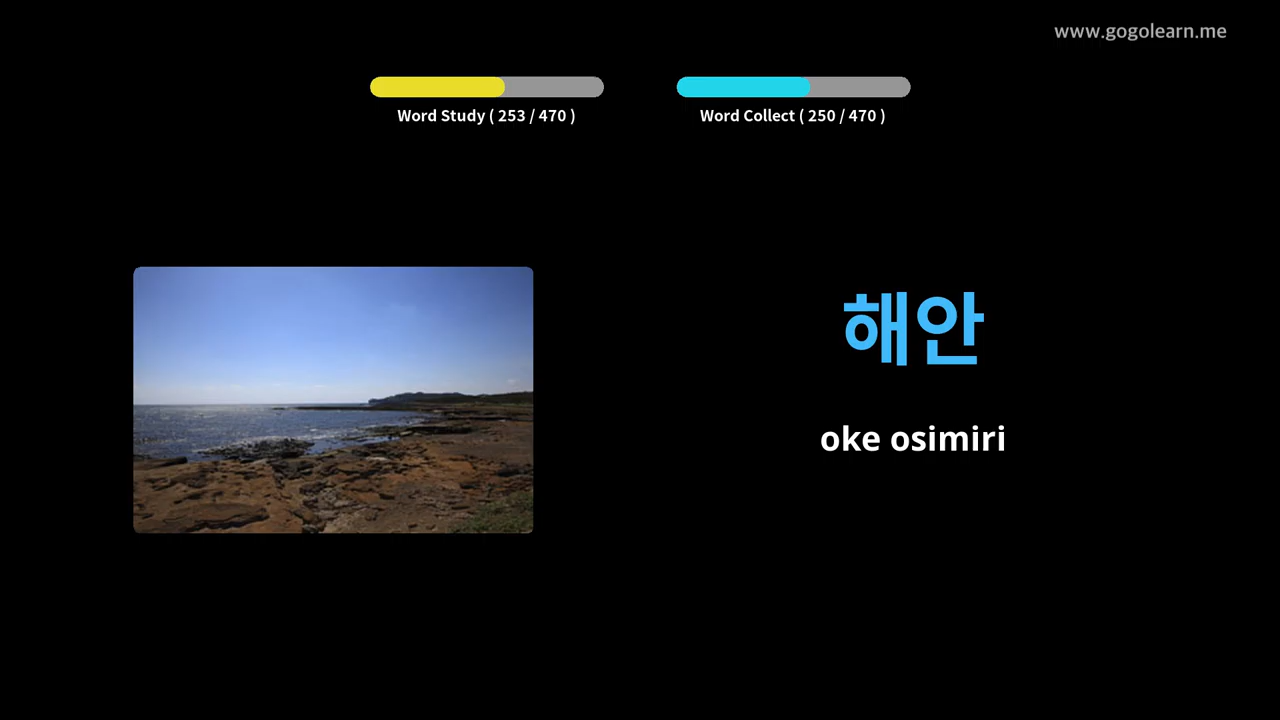 www.gogolearn.me
Word Study ( 253 / 470 )
Word Collect ( 250 / 470 )
해안
oke osimiri